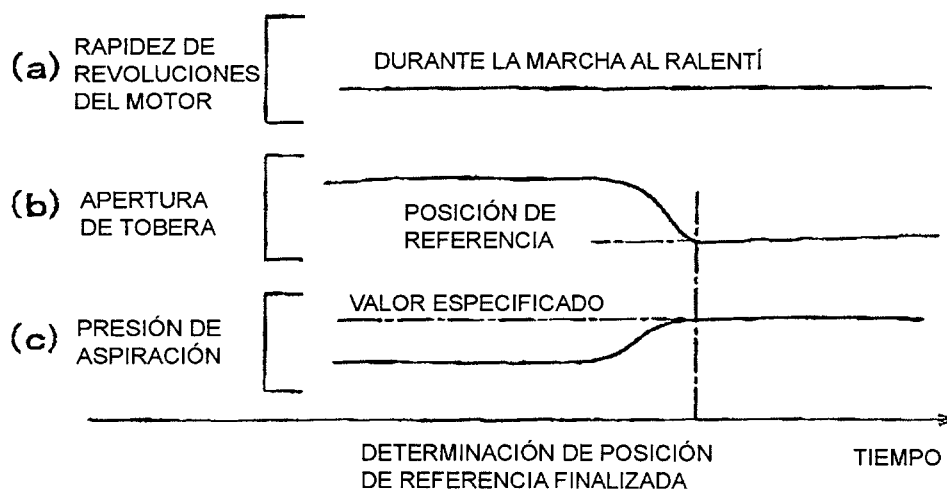 (a) RAPIDEZ DE
REVOLUCIONES
DEL MOTOR
DURANTE LA MARCHA AL RALENTÍ
(b) APERTURA
DE TOBERA
POSICIÓN DE
REFERENCIA
(c) PRESIÓN DE
ASPIRACIÓN
VALOR ESPECIFICADO
DETERMINACIÓN DE POSICIÓN
DE REFERENCIA FINALIZADA
TIEMPO